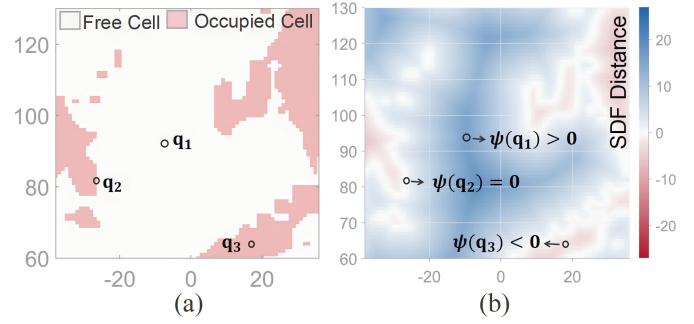 Free Cell
Occupied Cell
120
100
80
60
-20
0
20
q₁
q₂
q₃
(a)
130
120
110
100
90
80
70
60
-20
0
20
ψ(q₁) > 0
ψ(q₂) = 0
ψ(q₃) < 0
(b)
20
10
0
-10
-20
SDF Distance